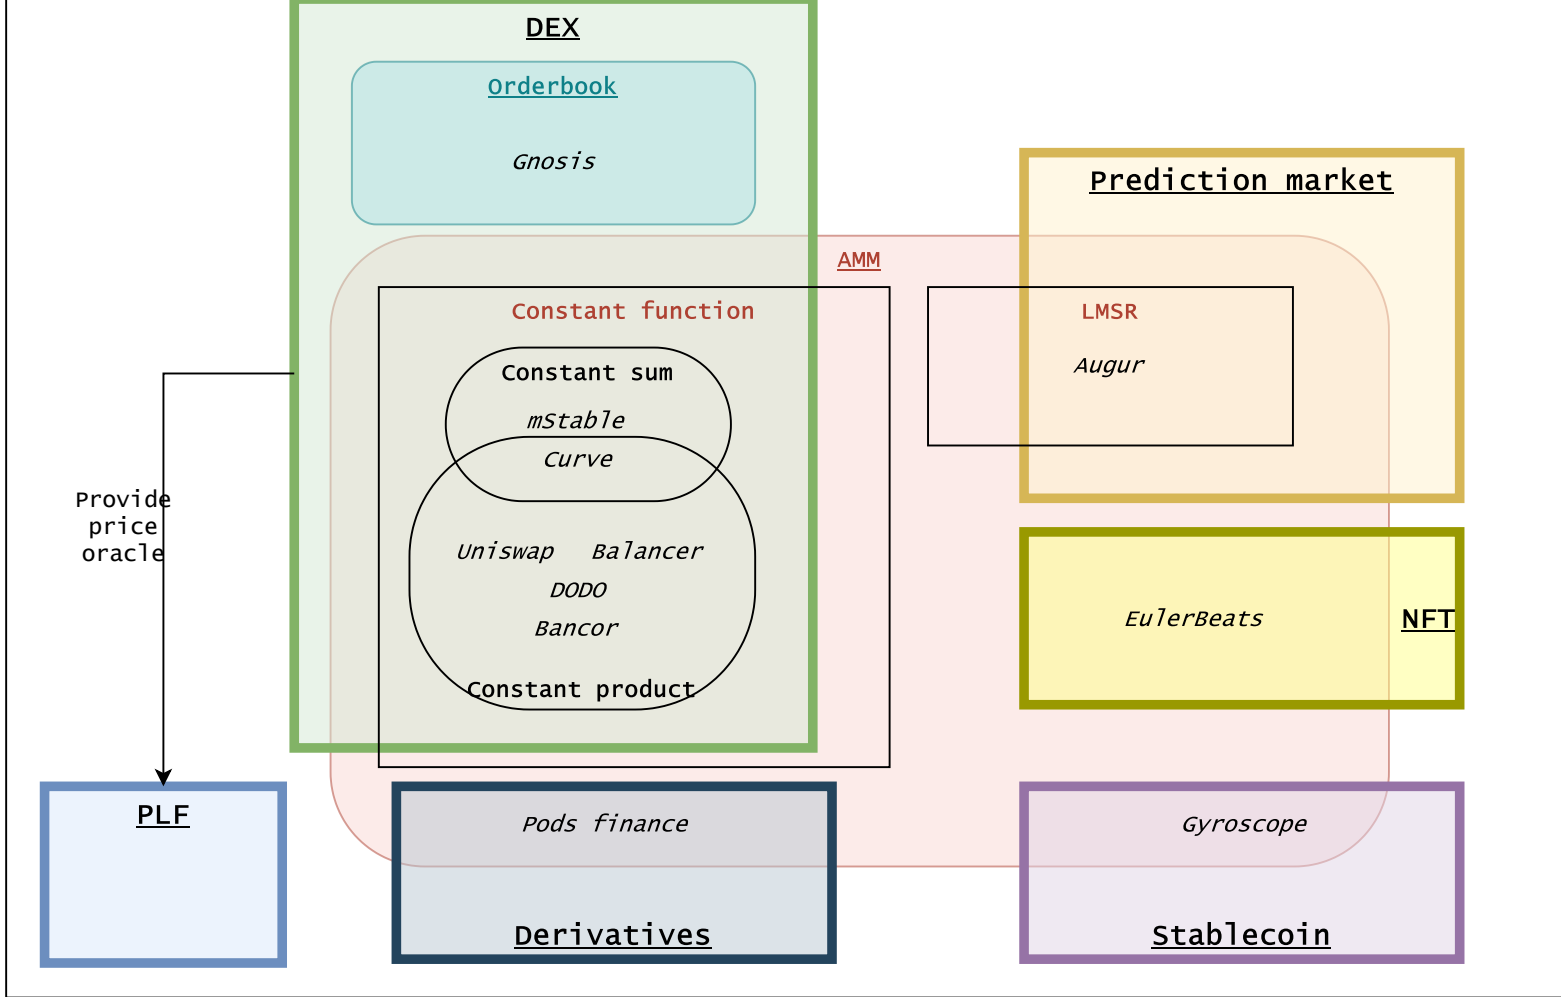 DEX
Orderbook
Gnosis
Prediction market
AMM
Constant function
LMSR
Constant sum
Augur
mStable
Curve
Provide
price
oracle
Uniswap Balancer
DODO
Bancor
EulerBeats
NFT
Constant product
PLF
Pods finance
Gyroscope
Derivatives
Stablecoin